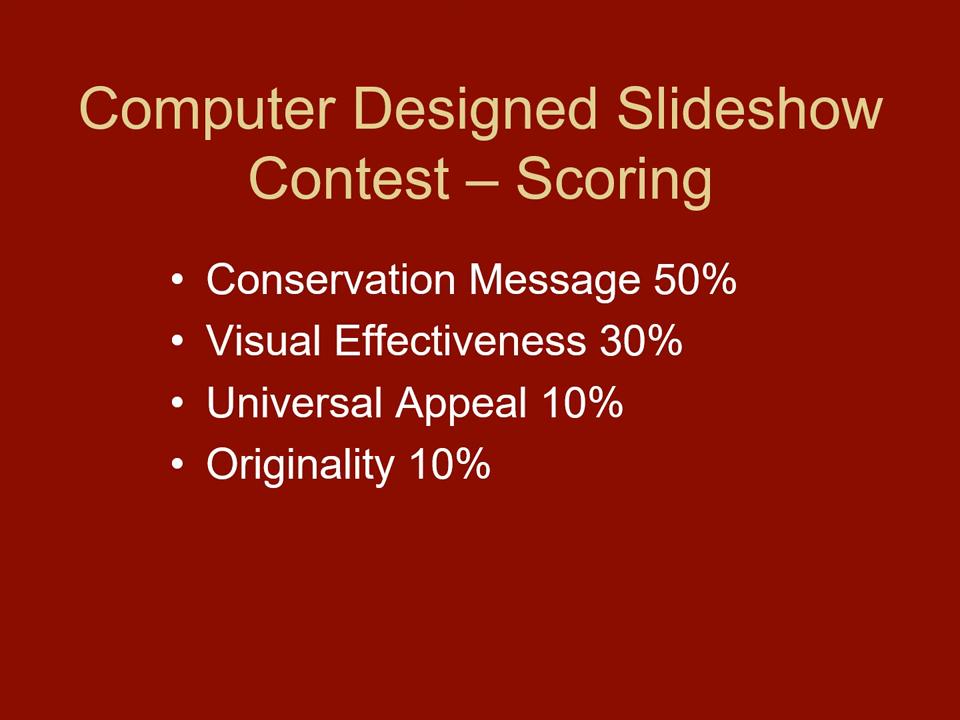 Computer Designed Slideshow
Contest – Scoring
• Conservation Message 50%
• Visual Effectiveness 30%
• Universal Appeal 10%
• Originality 10%